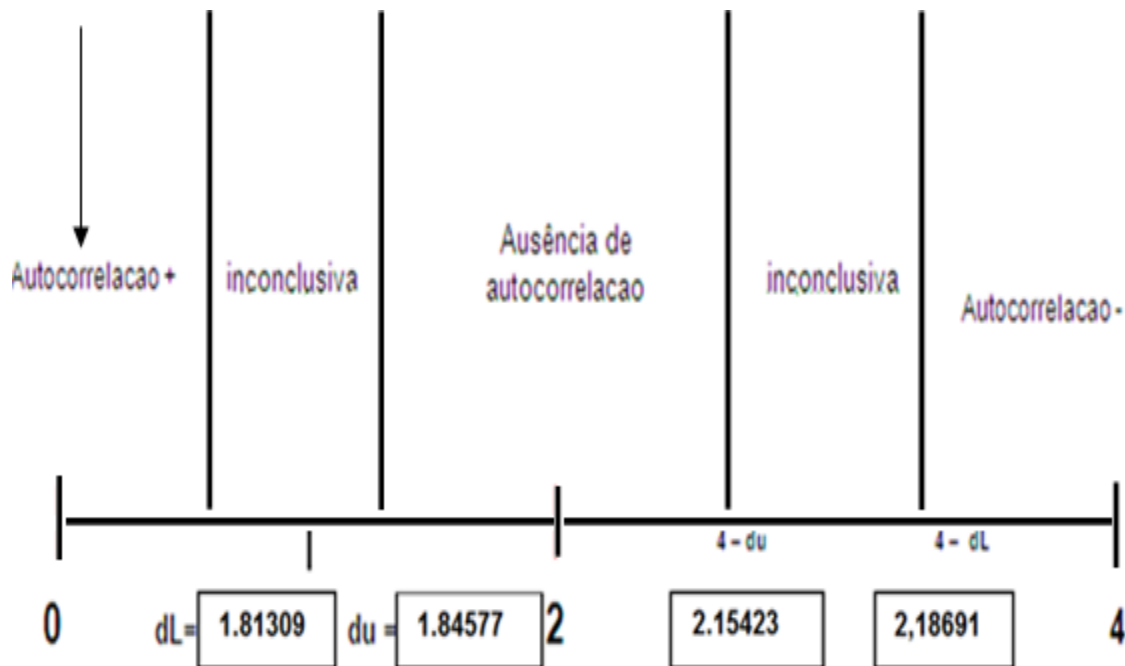 Ausência de
autocorrelacao
Autocorrelacao +
inconclusiva
inconclusiva
Autocorrelacao -
4 - du
4 - dL
0
dL=
1.81309
du =
1.84577
2
2.15423
2,18691
4